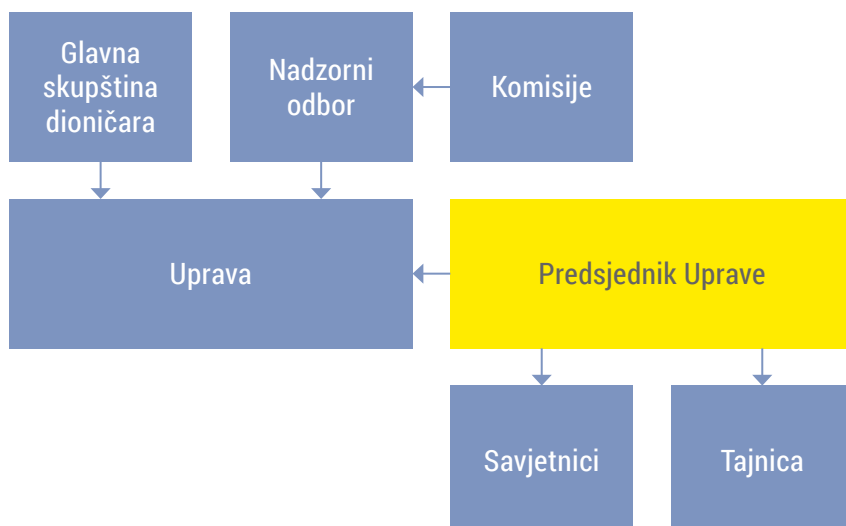 Glavna
skupština
dioničara
Nadzorni
odbor
Komisije
Uprava
Predsjednik Uprave
Savjetnici
Tajnica